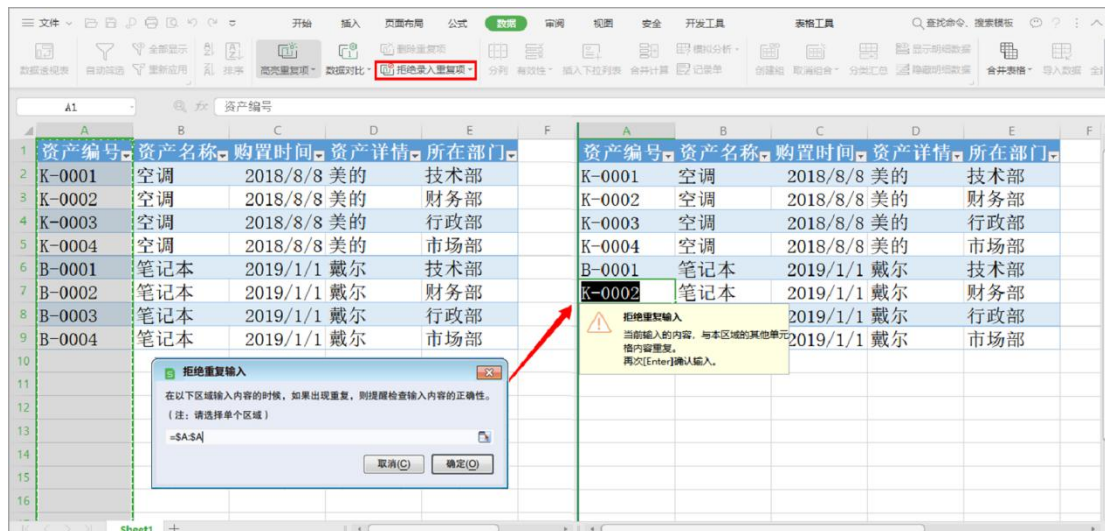 文件 开始 插入 页面布局 公式 数据 审阅 视图 安全 开发工具 表格工具 查找命令、搜索模板
全部显示 删除重复项 模拟分析 显示明细数据
数据透视表 自动筛选 重新应用 排序 高亮重复项 数据对比 拒绝录入重复项 分列 有效性 插入下拉列表 合并计算 记录单 创建组 取消组合 分类汇总 隐藏明细数据 合并表格 导入数据
A1 fx 资产编号
A B C D E F A B C D E F
1 资产编号 资产名称 购置时间 资产详情 所在部门 资产编号 资产名称 购置时间 资产详情 所在部门
2 K-0001 空调 2018/8/8 美的 技术部 K-0001 空调 2018/8/8 美的 技术部
3 K-0002 空调 2018/8/8 美的 财务部 K-0002 空调 2018/8/8 美的 财务部
4 K-0003 空调 2018/8/8 美的 行政部 K-0003 空调 2018/8/8 美的 行政部
5 K-0004 空调 2018/8/8 美的 市场部 K-0004 空调 2018/8/8 美的 市场部
6 B-0001 笔记本 2019/1/1 戴尔 技术部 B-0001 笔记本 2019/1/1 戴尔 技术部
7 B-0002 笔记本 2019/1/1 戴尔 财务部 K-0002 笔记本 2019/1/1 戴尔 财务部
8 B-0003 笔记本 2019/1/1 戴尔 行政部 2019/1/1 戴尔 行政部
9 B-0004 笔记本 2019/1/1 戴尔 市场部 2019/1/1 戴尔 市场部
拒绝重复输入
当前输入的内容，与本区域的其他单元
格内容重复。
再次[Enter]确认输入。
10
11
12
13
14
15
16
拒绝重复输入
在以下区域输入内容的时候，如果出现重复，则提醒检查输入内容的正确性。
（注：请选择单个区域）
=$A:$A
取消(C) 确定(O)
Sheet1